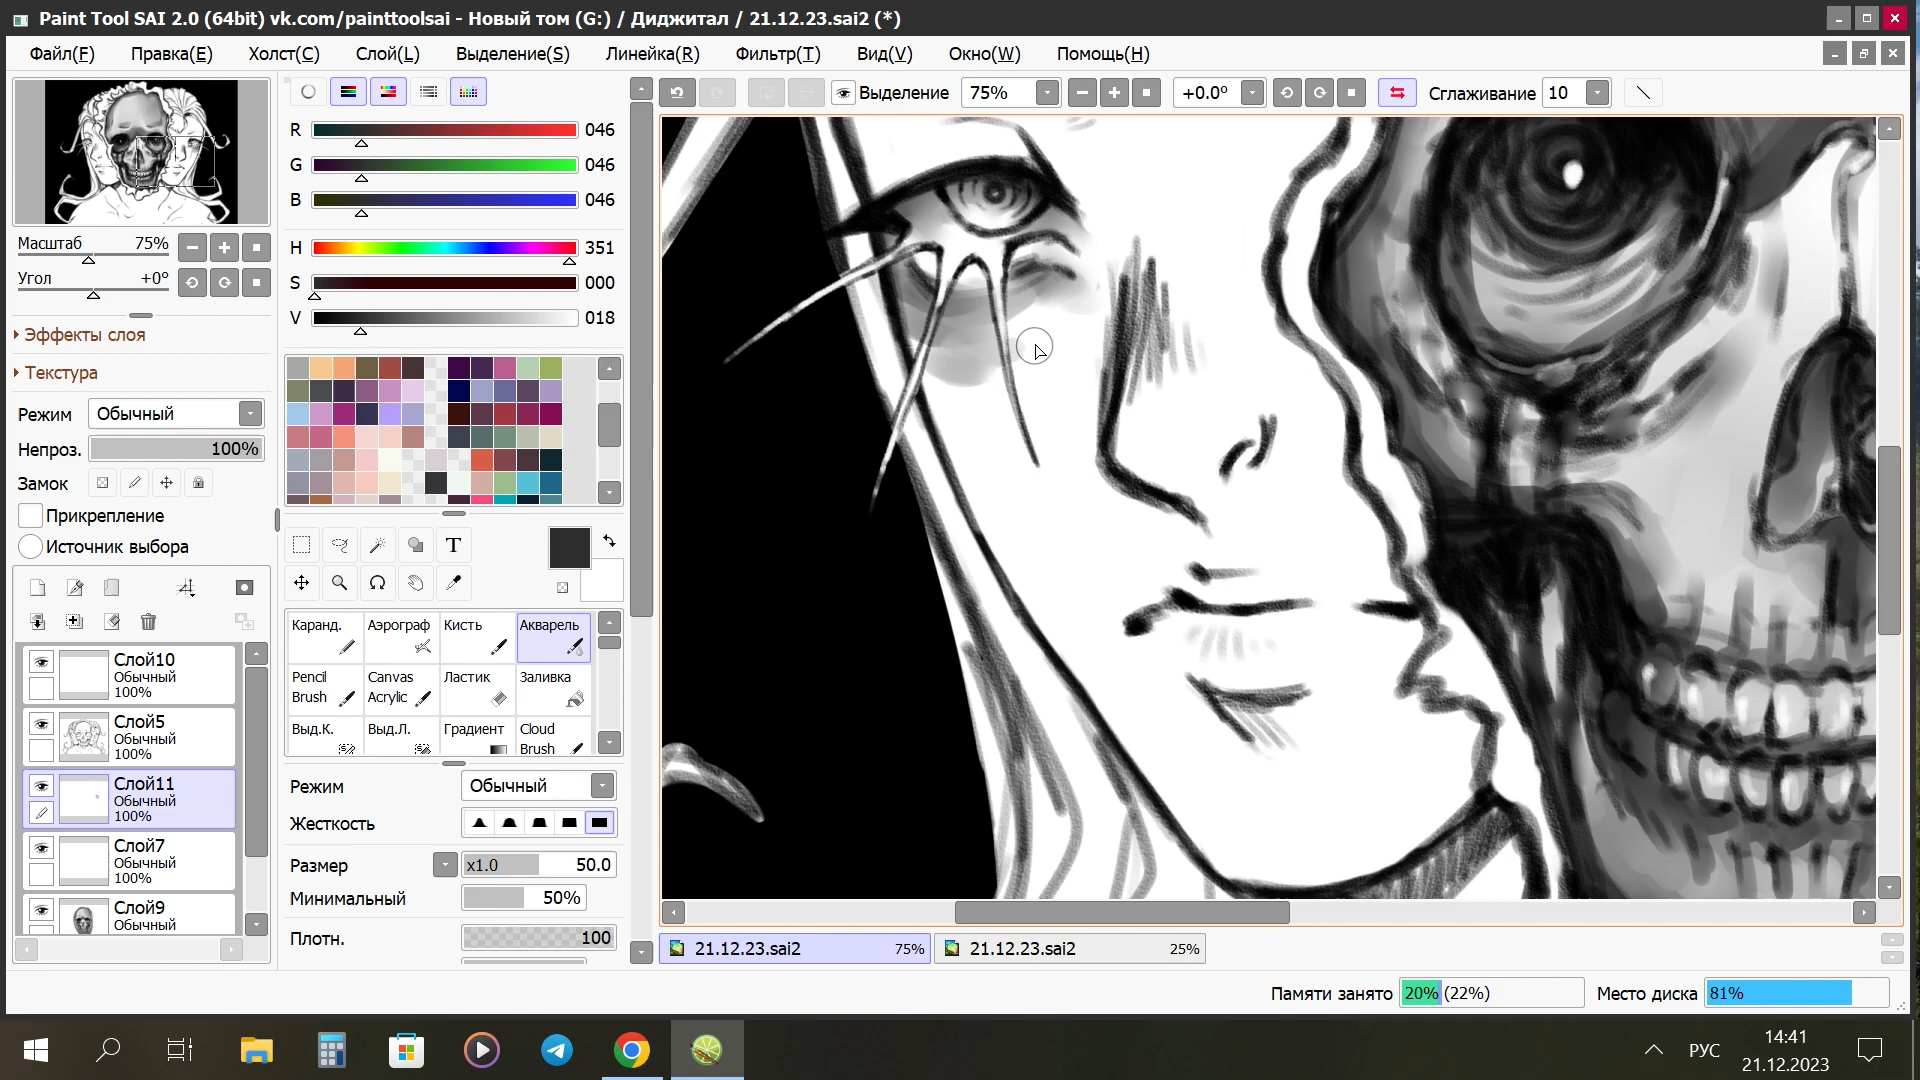 Paint Tool SAI 2.0 (64bit) vk.com/painttoolsai - Новый том (G:) / Диджитал / 21.12.23.sai2 (*)
Файл(F) Правка(E) Холст(C) Слой(L) Выделение(S) Линейка(R) Фильтр(T) Вид(V) Окно(W) Помощь(H)
Выделение 75% +0.0° Сглаживание 10
Масштаб 75%
Угол +0°
Эффекты слоя
Текстура
Режим Обычный
Непроз. 100%
Замок
Прикрепление
Источник выбора
Слой10
Обычный
100%
Слой5
Обычный
100%
Слой11
Обычный
100%
Слой7
Обычный
100%
Слой9
Обычный
R 046
G 046
B 046
H 351
S 000
V 018
T
Каранд. Аэрограф Кисть Акварель
Pencil Brush
Canvas Acrylic
Ластик
Заливка
Выд.К. Выд.Л. Градиент
Cloud Brush
Режим Обычный
Жесткость
Размер x1.0 50.0
Минимальный 50%
Плотн. 100
21.12.23.sai2 75% 21.12.23.sai2 25%
Памяти занято 20% (22%) Место диска 81%
РУС
14:41
21.12.2023